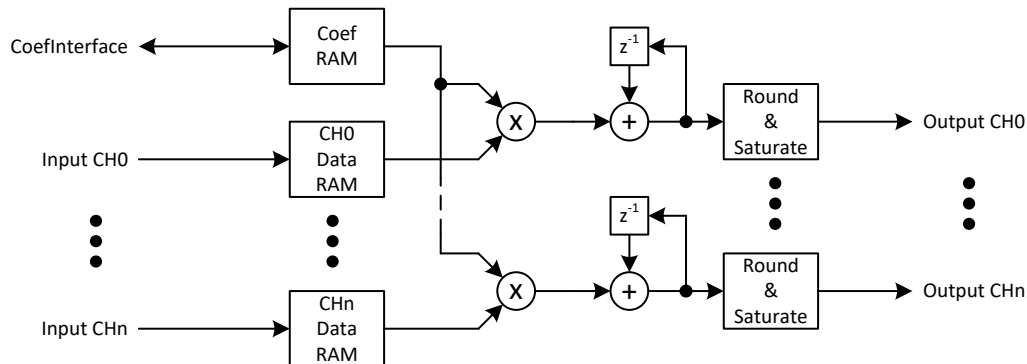 CoefInterface
Coef
RAM
z-1
X
+
Round
&
Saturate
Output CH0
Input CH0
CH0
Data
RAM
z-1
X
+
Round
&
Saturate
Output CHn
Input CHn
CHn
Data
RAM